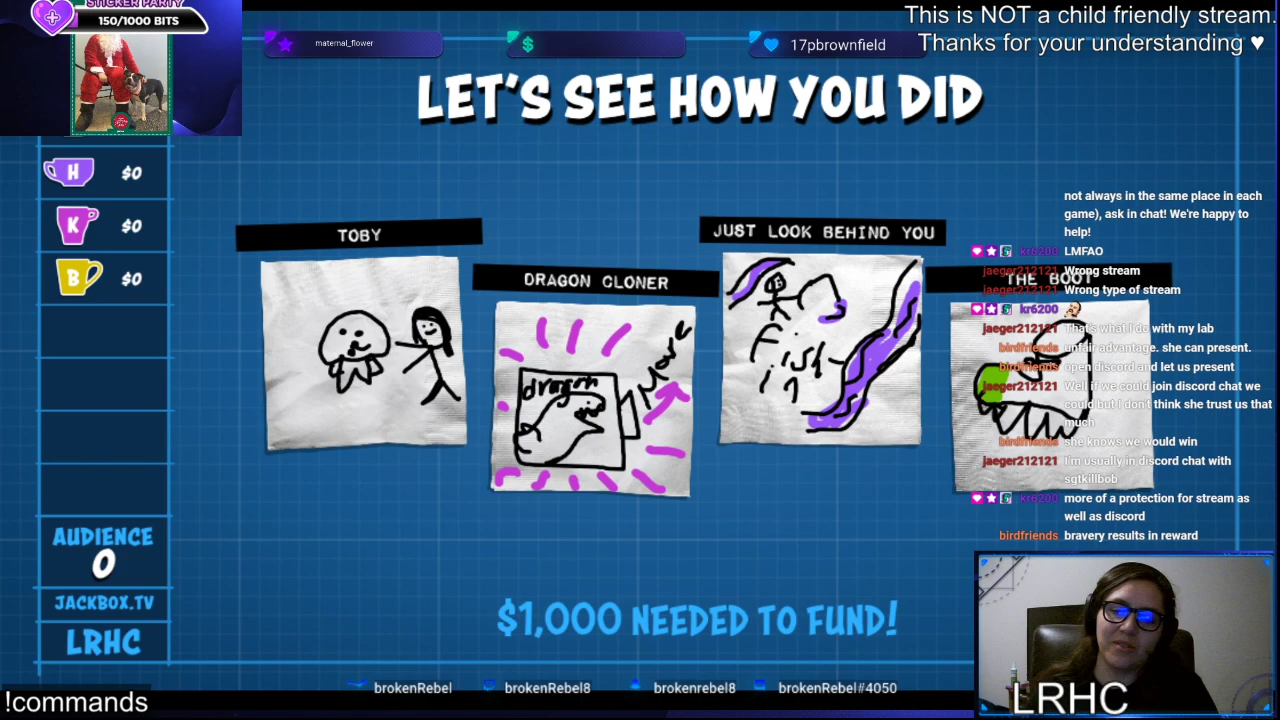 STICKER PARTY
150/1000 BITS
maternal_flower
$
17pbrownfield
This is NOT a child friendly stream.
Thanks for your understanding ♥
LET'S SEE HOW YOU DID
H $0
K $0
B $0
TOBY
DRAGON CLONER
JUST LOOK BEHIND YOU
THE BOOT
dragon
More
Fish
in
not always in the same place in each
game), ask in chat! We're happy to
help!
kr6200 LMFAO
jaeger212121 Wrong stream
jaeger212121 Wrong type of stream
kr6200
jaeger212121 That's what I do with my lab
birdfriends unfair advantage. she can present.
birdfriends open discord and let us present
jaeger212121 Well if we could join discord chat we
could but I don't think she trust us that
much
birdfriends she knows we would win
jaeger212121 I'm usually in discord chat with
sgtkillbob
kr6200 more of a protection for stream as
well as discord
birdfriends bravery results in reward
AUDIENCE
0
JACKBOX.TV
LRHC
$1,000 NEEDED TO FUND!
brokenRebel
brokenRebel8
brokenrebel8
brokenRebel#4050
LRHC
!commands